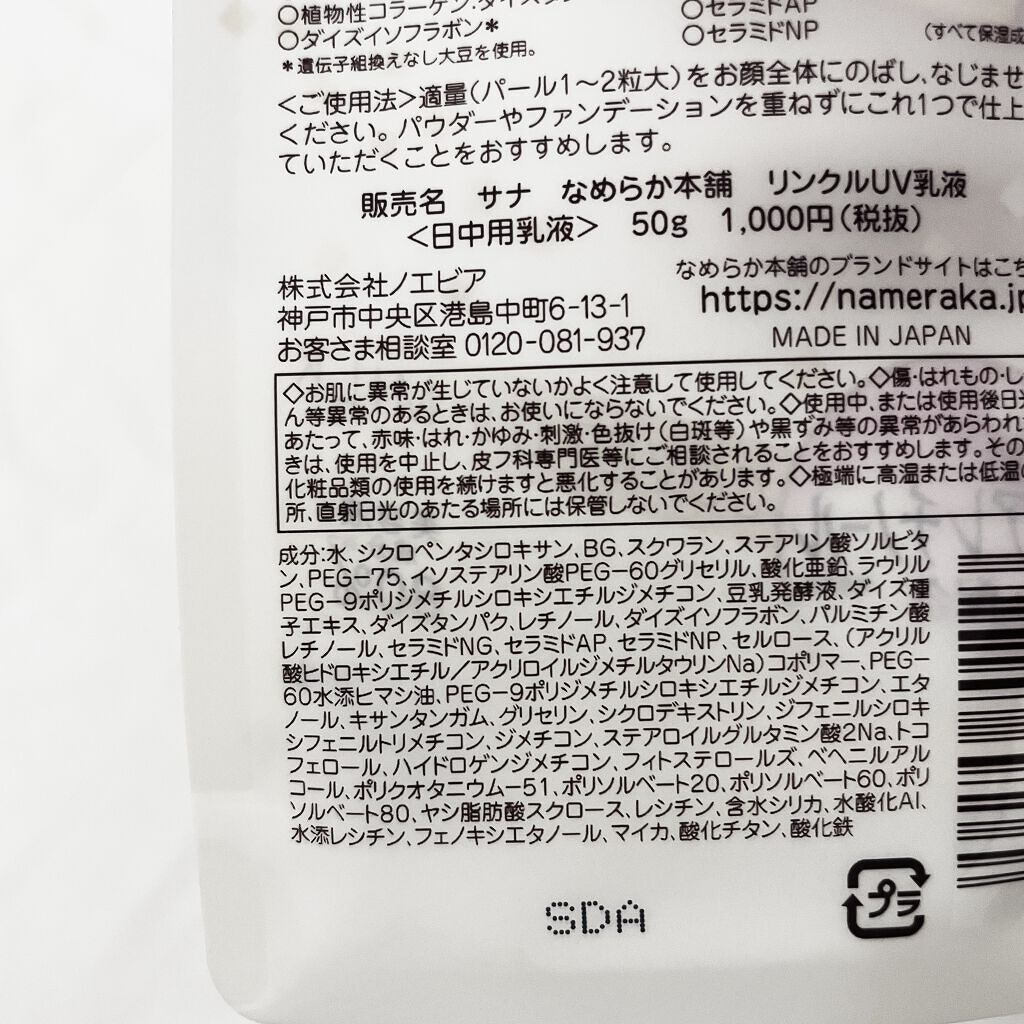 ○植物性コラーゲン、ダイズタン
○ダイズイソフラボン*
*遺伝子組換えなし大豆を使用。
○セラミドAP
○セラミドNP
(すべて保湿成
<ご使用法>適量(パール1〜2粒大)をお顔全体にのばし、なじませ
ください。パウダーやファンデーションを重ねずにこれ1つで仕上
ていただくことをおすすめします。
販売名 サナ なめらか本舗 リンクルUV乳液
<日中用乳液> 50g 1,000円(税抜)
株式会社ノエビア
神戸市中央区港島中町6-13-1
お客さま相談室 0120-081-937
なめらか本舗のブランドサイトはこち
https://nameraka.jp
MADE IN JAPAN
◇お肌に異常が生じていないかよく注意して使用してください。◇傷・はれもの・し
ん等異常のあるときは、お使いにならないでください。◇使用中、または使用後日光
あたって、赤味・はれ・かゆみ・刺激・色抜け(白斑等)や黒ずみ等の異常があらわれ
きは、使用を中止し、皮フ科専門医等にご相談されることをおすすめします。その
化粧品類の使用を続けますと悪化することがあります。◇極端に高温または低温の
所、直射日光のあたる場所には保管しないでください。
成分:水、シクロペンタシロキサン、BG、スクワラン、ステアリン酸ソルビタ
ン、PEG-75、イソステアリン酸PEG-60グリセリル、酸化亜鉛、ラウリル
PEG-9ポリジメチルシロキシエチルジメチコン、豆乳発酵液、ダイズ種
子エキス、ダイズタンパク、レチノール、ダイズイソフラボン、パルミチン酸
レチノール、セラミドNG、セラミドAP、セラミドNP、セルロース、(アクリル
酸ヒドロキシエチル/アクリロイルジメチルタウリンNa)コポリマー、PEG-
60水添ヒマシ油、PEG-9ポリジメチルシロキシエチルジメチコン、エタ
ノール、キサンタンガム、グリセリン、シクロデキストリン、ジフェニルシロキ
シフェニルトリメチコン、ジメチコン、ステアロイルグルタミン酸2Na、トコ
フェロール、ハイドロゲンジメチコン、フィトステロールズ、ベヘニルアル
コール、ポリクオタニウム-51、ポリソルベート20、ポリソルベート60、ポリ
ソルベート80、ヤシ脂肪酸スクロース、レシチン、含水シリカ、水酸化Al、
水添レシチン、フェノキシエタノール、マイカ、酸化チタン、酸化鉄
プラ
SDA